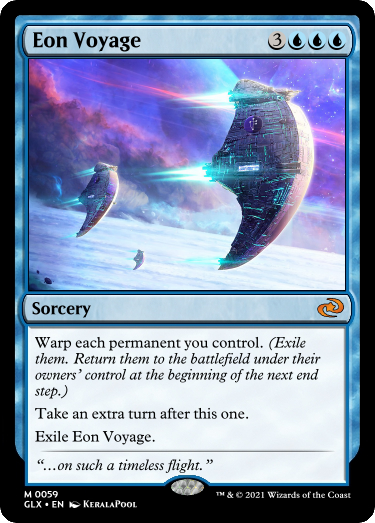 Eon Voyage 3
Sorcery
Warp each permanent you control. (Exile
them. Return them to the battlefield under their
owners' control at the beginning of the next end
step.)
Take an extra turn after this one.
Exile Eon Voyage.
"…on such a timeless flight."
M 0059
GLX • EN KERALAPOOL
™ & © 2021 Wizards of the Coast